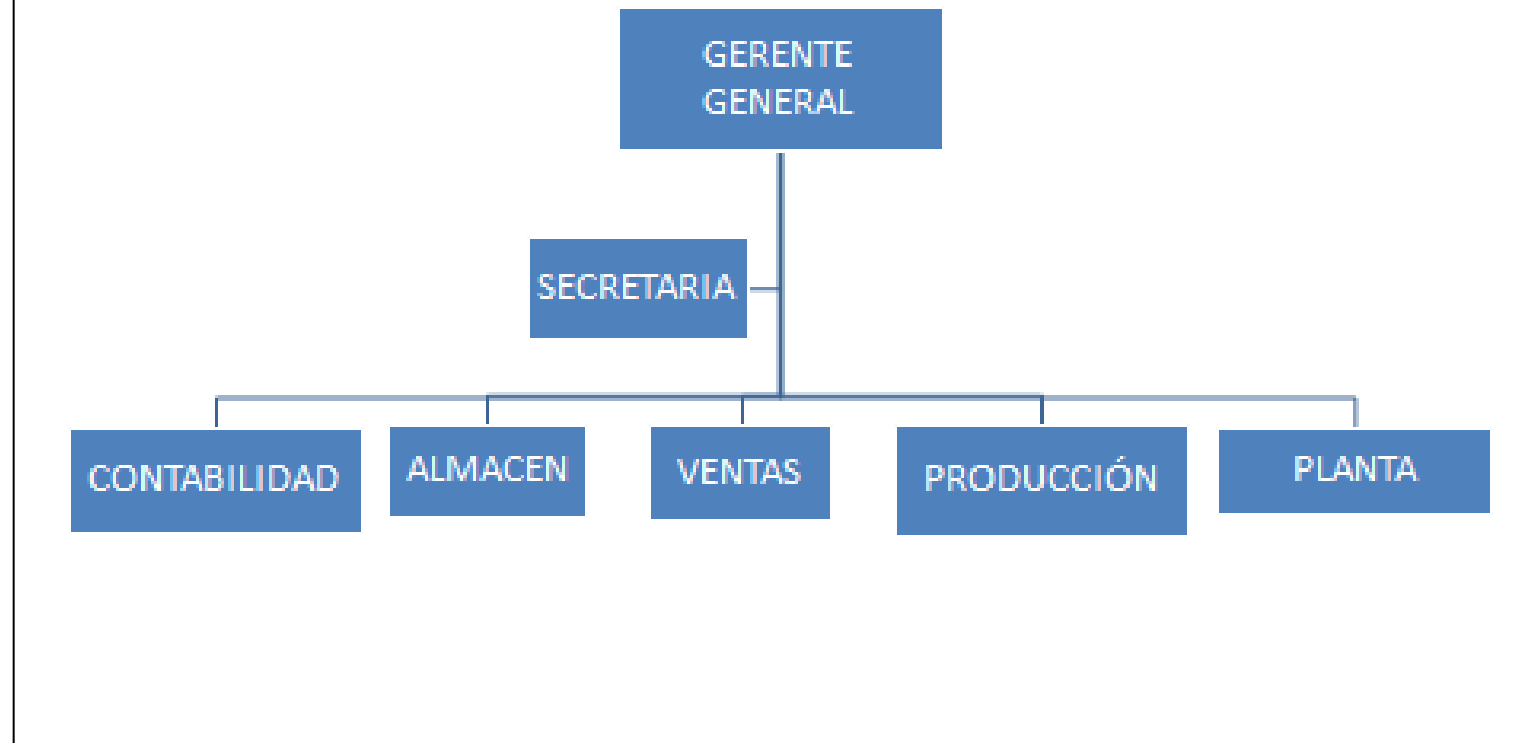 GERENTE
GENERAL
SECRETARIA
CONTABILIDAD
ALMACEN
VENTAS
PRODUCCIÓN
PLANTA